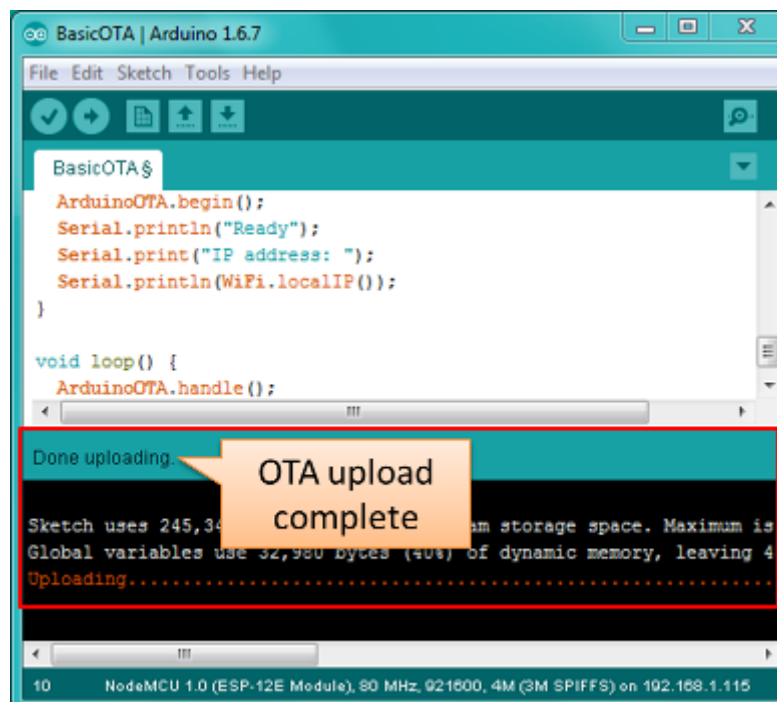 BasicOTA | Arduino 1.6.7
File Edit Sketch Tools Help
BasicOTA§
ArduinoOTA.begin();
Serial.println("Ready");
Serial.print("IP address: ");
Serial.println(WiFi.localIP());
}
void loop() {
ArduinoOTA.handle();
Done uploading.
OTA upload
complete
Sketch uses 245,34 am storage space. Maximum is
Global variables use 32,980 bytes (40%) of dynamic memory, leaving 4
Uploading......................................................................
10 NodeMCU 1.0 (ESP-12E Module), 80 MHz, 921600, 4M (3M SPIFFS) on 192.168.1.115